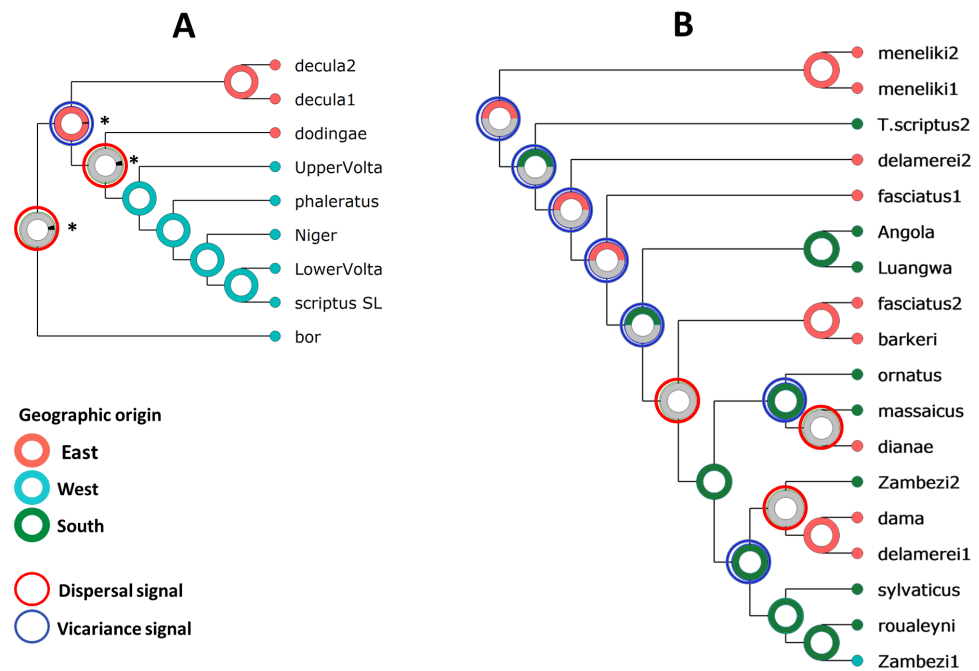 A
decula2
decula1
*
dodingae
*
UpperVolta
phaleratus
*
Niger
LowerVolta
scriptus SL
bor
Geographic origin
East
West
South
Dispersal signal
Vicariance signal
B
meneliki2
meneliki1
T.scriptus2
delamerei2
fasciatus1
Angola
Luangwa
fasciatus2
barkeri
ornatus
massaicus
dianae
Zambezi2
dama
delamerei1
sylvaticus
roualeyni
Zambezi1